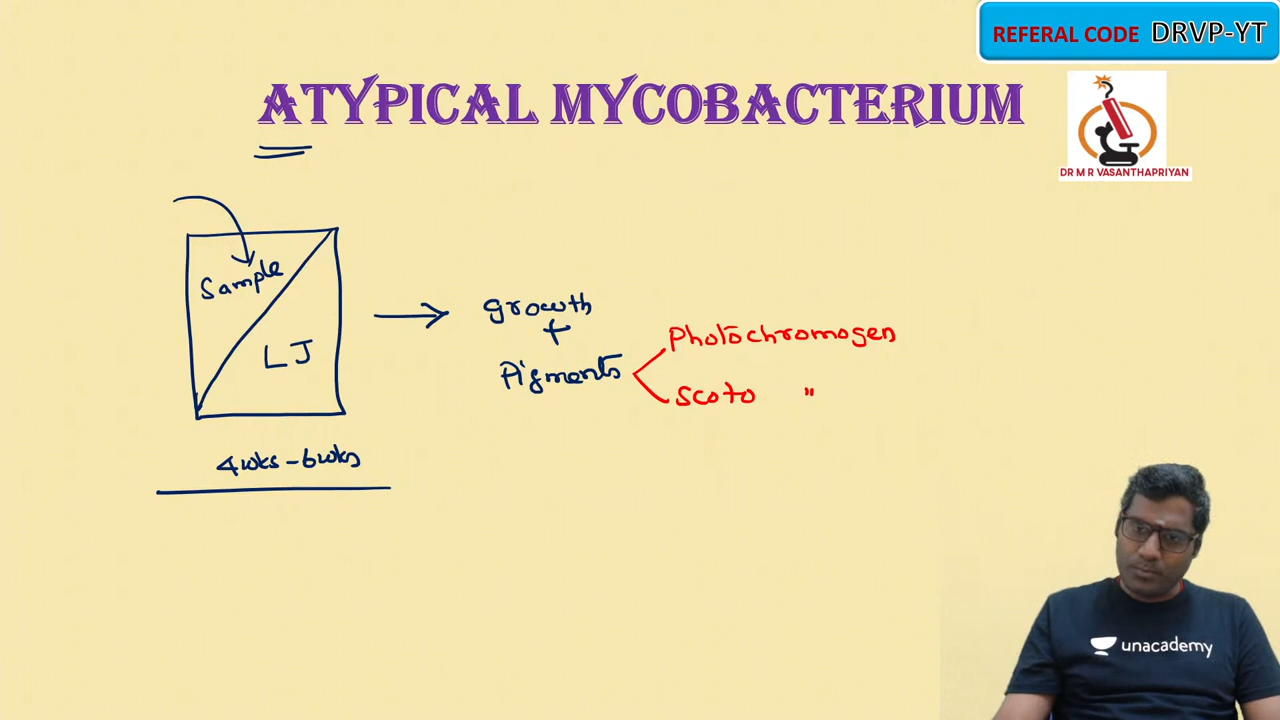 REFERAL CODE DRVP-YT
ATYPICAL MYCOBACTERIUM
DR M R VASANTHAPRIYAN
Sample
LJ
4wks-6wks
growth
+
Pigments
Photochromogen
Scoto "
unacademy